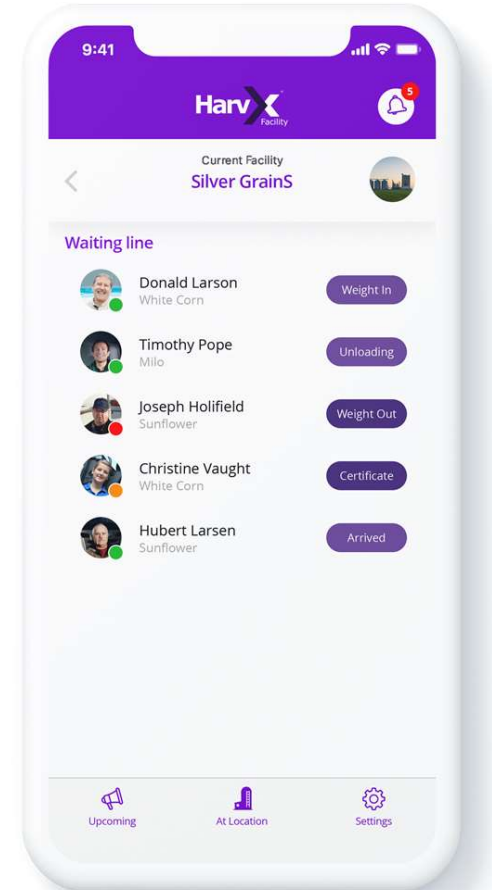 9:41
HarvX
Facility
5
Current Facility
Silver GrainS
Waiting line
Donald Larson
White Corn
Weight In
Timothy Pope
Milo
Unloading
Joseph Holifield
Sunflower
Weight Out
Christine Vaught
White Corn
Certificate
Hubert Larsen
Sunflower
Arrived
Upcoming
At Location
Settings